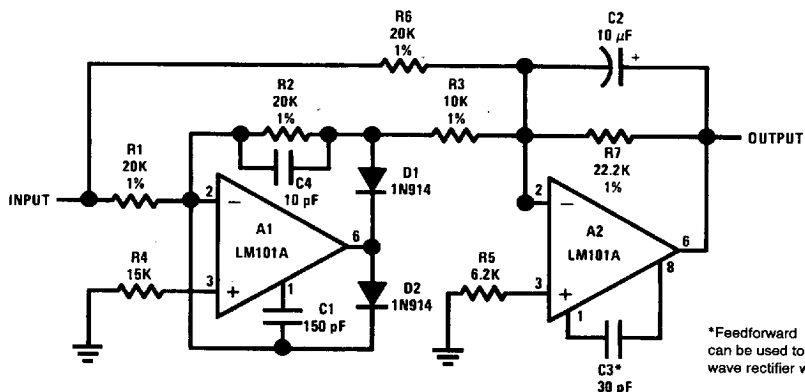 R6
20K
1%
C2
10 µF
+
R2
20K
1%
R3
10K
1%
R1
20K
1%
C4
10 pF
D1
1N914
R7
22.2K
1%
OUTPUT
INPUT
2
−
A1
LM101A
6
2
−
A2
LM101A
6
8
R4
15K
3
+
1
D2
1N914
R5
6.2K
3
+
1
C1
150 pF
C3*
30 pF
*Feedforward
can be used to
wave rectifier